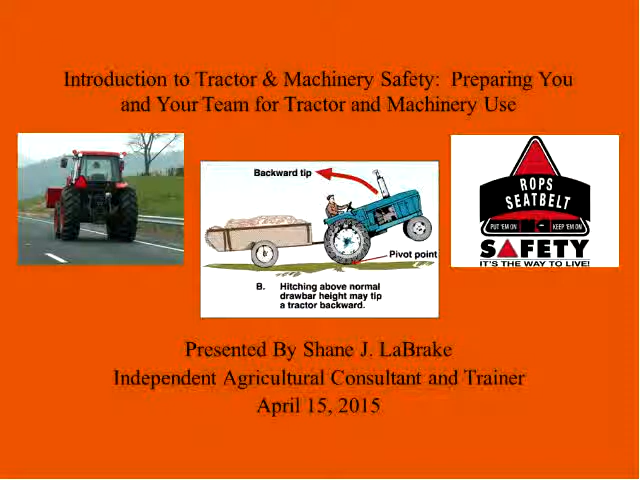 Introduction to Tractor & Machinery Safety: Preparing You
and Your Team for Tractor and Machinery Use
Backward tip
Pivot point
B. Hitching above normal
drawbar height may tip
a tractor backward.
ROPS
SEATBELT
PUT 'EM ON - KEEP 'EM ON
SAFETY
IT'S THE WAY TO LIVE!
Presented By Shane J. LaBrake
Independent Agricultural Consultant and Trainer
April 15, 2015